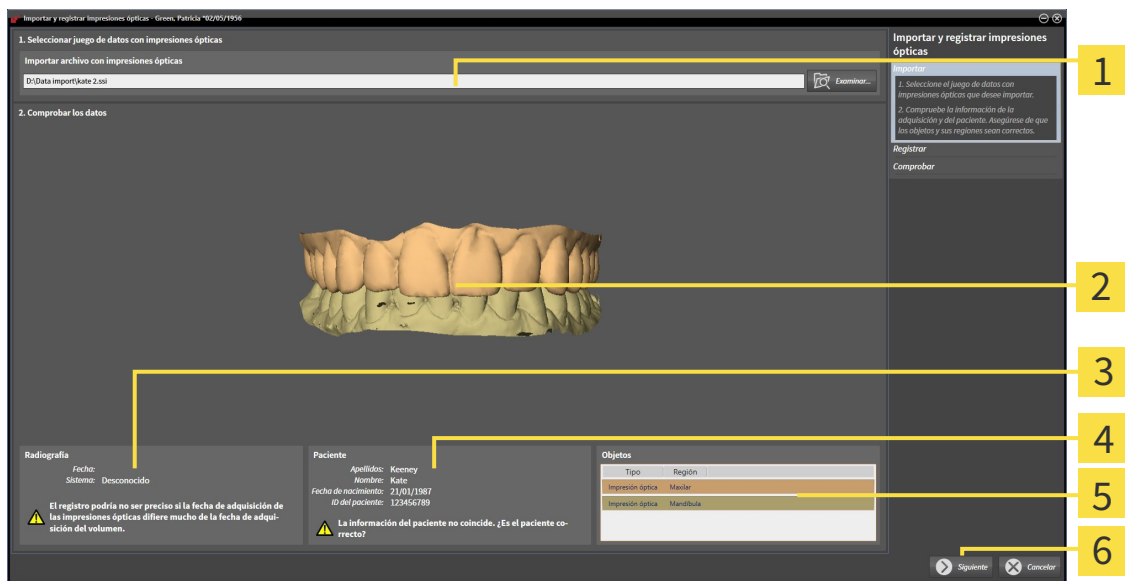 Importar y registrar impresiones ópticas - Green, Patricia *02/05/1956
1. Seleccionar juego de datos con impresiones ópticas
Importar archivo con impresiones ópticas
D:\Data import\kate 2.ssi
Examinar...
2. Comprobar los datos
Radiografía
Fecha:
Sistema: Desconocido
El registro podría no ser preciso si la fecha de adquisición de
las impresiones ópticas difiere mucho de la fecha de adqui-
sición del volumen.
Paciente
Apellidos: Keeney
Nombre: Kate
Fecha de nacimiento: 21/01/1987
ID del paciente: 123456789
La información del paciente no coincide. ¿Es el paciente co-
rrecto?
Objetos
Tipo Región
Impresión óptica Maxilar
Impresión óptica Mandíbula
Importar y registrar impresiones
ópticas
Importar
1. Seleccione el juego de datos con
impresiones ópticas que desee importar.
2. Compruebe la información de la
adquisición y del paciente. Asegúrese de que
los objetos y sus regiones sean correctos.
Registrar
Comprobar
Siguiente
Cancelar
1
2
3
4
5
6